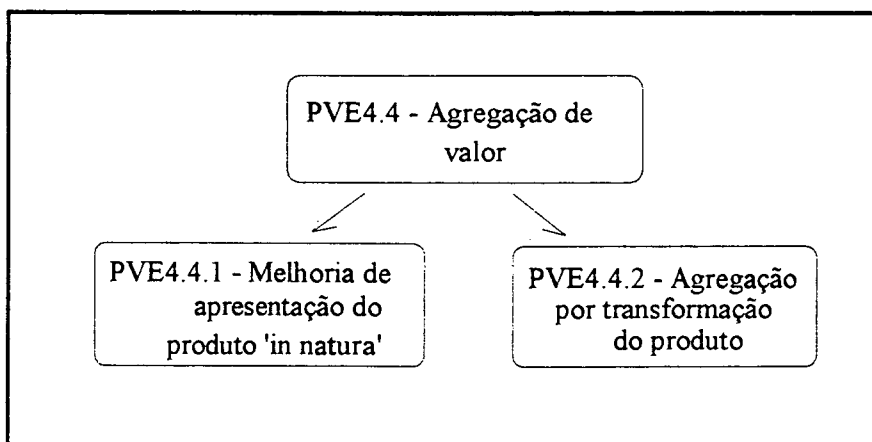 PVE4.4 - Agregação de
valor
PVE4.4.1 - Melhoria de
apresentação do
produto 'in natura'
PVE4.4.2 - Agregação
por transformação
do produto